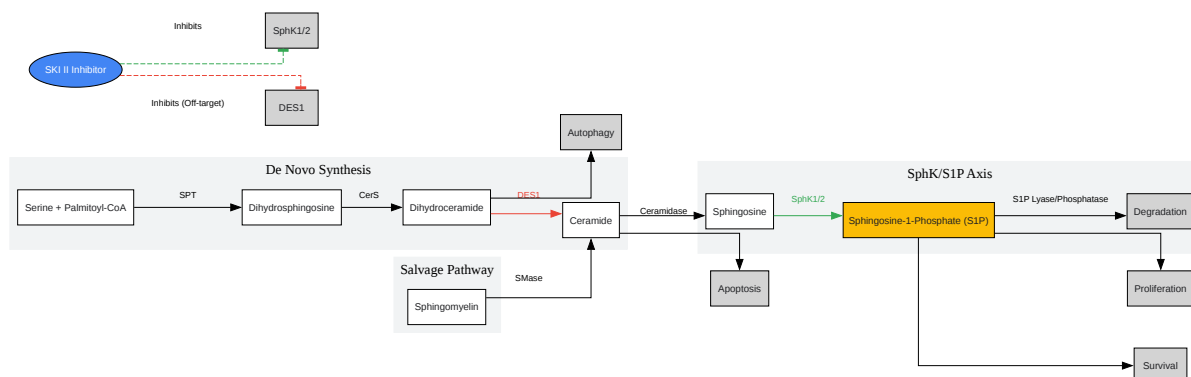 Inhibits
SphK1/2
SKI II Inhibitor
Inhibits (Off-target)
DES1
Autophagy
De Novo Synthesis
Serine + Palmitoyl-CoA
SPT
Dihydrosphingosine
CerS
Dihydroceramide
DES1
Ceramide
Ceramidase
SphK/S1P Axis
Sphingosine
SphK1/2
Sphingosine-1-Phosphate (S1P)
S1P Lyase/Phosphatase
Degradation
Salvage Pathway
Sphingomyelin
SMase
Apoptosis
Proliferation
Survival